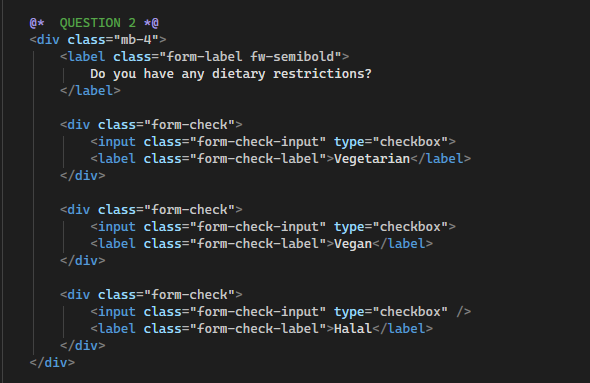 @*  QUESTION 2 *@
<div class="mb-4">
    <label class="form-label fw-semibold">
        Do you have any dietary restrictions?
    </label>

    <div class="form-check">
        <input class="form-check-input" type="checkbox">
        <label class="form-check-label">Vegetarian</label>
    </div>

    <div class="form-check">
        <input class="form-check-input" type="checkbox">
        <label class="form-check-label">Vegan</label>
    </div>

    <div class="form-check">
        <input class="form-check-input" type="checkbox" />
        <label class="form-check-label">Halal</label>
    </div>
</div>